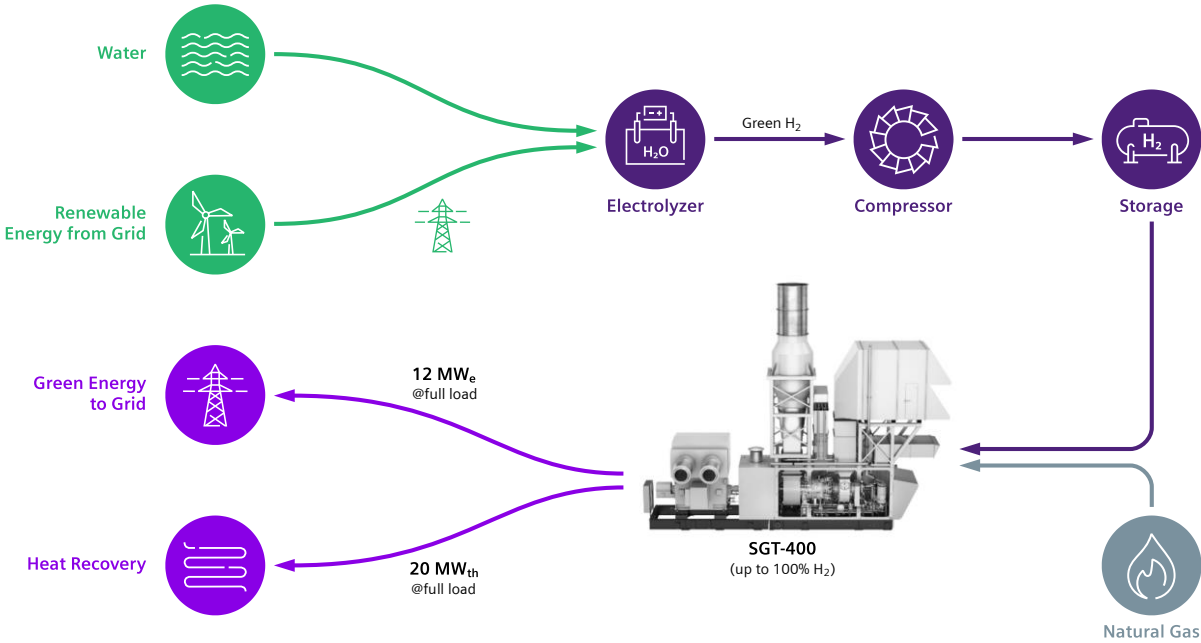 Water
Renewable
Energy from Grid
- +
H₂O
Electrolyzer
Green H₂
Compressor
H₂
Storage
Green Energy
to Grid
12 MWₑ
@full load
Heat Recovery
20 MWₜₕ
@full load
SGT-400
(up to 100% H₂)
Natural Gas